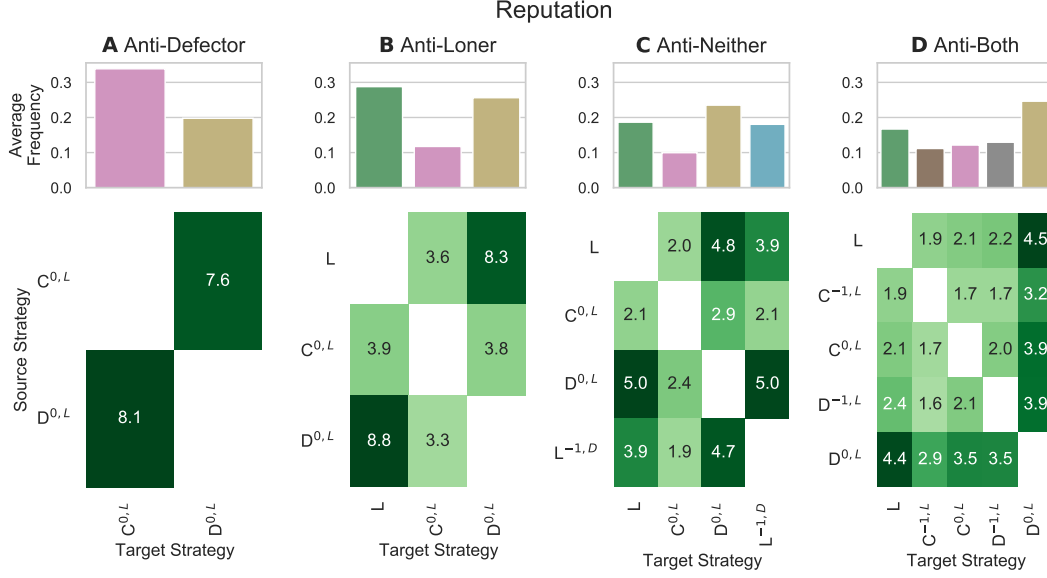 Reputation
A Anti-Defector
B Anti-Loner
C Anti-Neither
D Anti-Both
Average
Frequency
0.3
0.2
0.1
0.0
0.3
0.2
0.1
0.0
0.3
0.2
0.1
0.0
0.3
0.2
0.1
0.0
Source Strategy
C^{0, L}
7.6
D^{0, L}
8.1
C^{0, L}
D^{0, L}
Target Strategy
L
3.6 8.3
C^{0, L}
3.9 3.8
D^{0, L}
8.8 3.3
L
C^{0, L}
D^{0, L}
Target Strategy
L
2.0 4.8 3.9
C^{0, L}
2.1 2.9 2.1
D^{0, L}
5.0 2.4 5.0
L^{−1, D}
3.9 1.9 4.7
L
C^{0, L}
D^{0, L}
L^{−1, D}
Target Strategy
L
1.9 2.1 2.2 4.5
C^{−1, L}
1.9 1.7 1.7 3.2
C^{0, L}
2.1 1.7 2.0 3.9
D^{−1, L}
2.4 1.6 2.1 3.9
D^{0, L}
4.4 2.9 3.5 3.5
L
C^{−1, L}
C^{0, L}
D^{−1, L}
D^{0, L}
Target Strategy